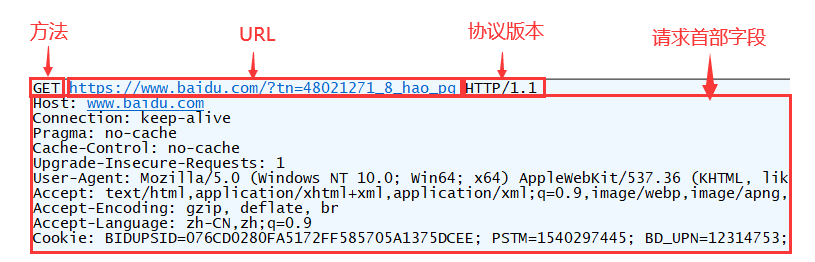 方法 URL 协议版本 请求首部字段
GET https://www.baidu.com/?tn=48021271_8_hao_pg HTTP/1.1
Host: www.baidu.com
Connection: keep-alive
Pragma: no-cache
Cache-Control: no-cache
Upgrade-Insecure-Requests: 1
User-Agent: Mozilla/5.0 (Windows NT 10.0; Win64; x64) AppleWebKit/537.36 (KHTML, lik
Accept: text/html,application/xhtml+xml,application/xml;q=0.9,image/webp,image/apng,
Accept-Encoding: gzip, deflate, br
Accept-Language: zh-CN,zh;q=0.9
Cookie: BIDUPSID=076CD0280FA5172FF585705A1375DCEE; PSTM=1540297445; BD_UPN=12314753;